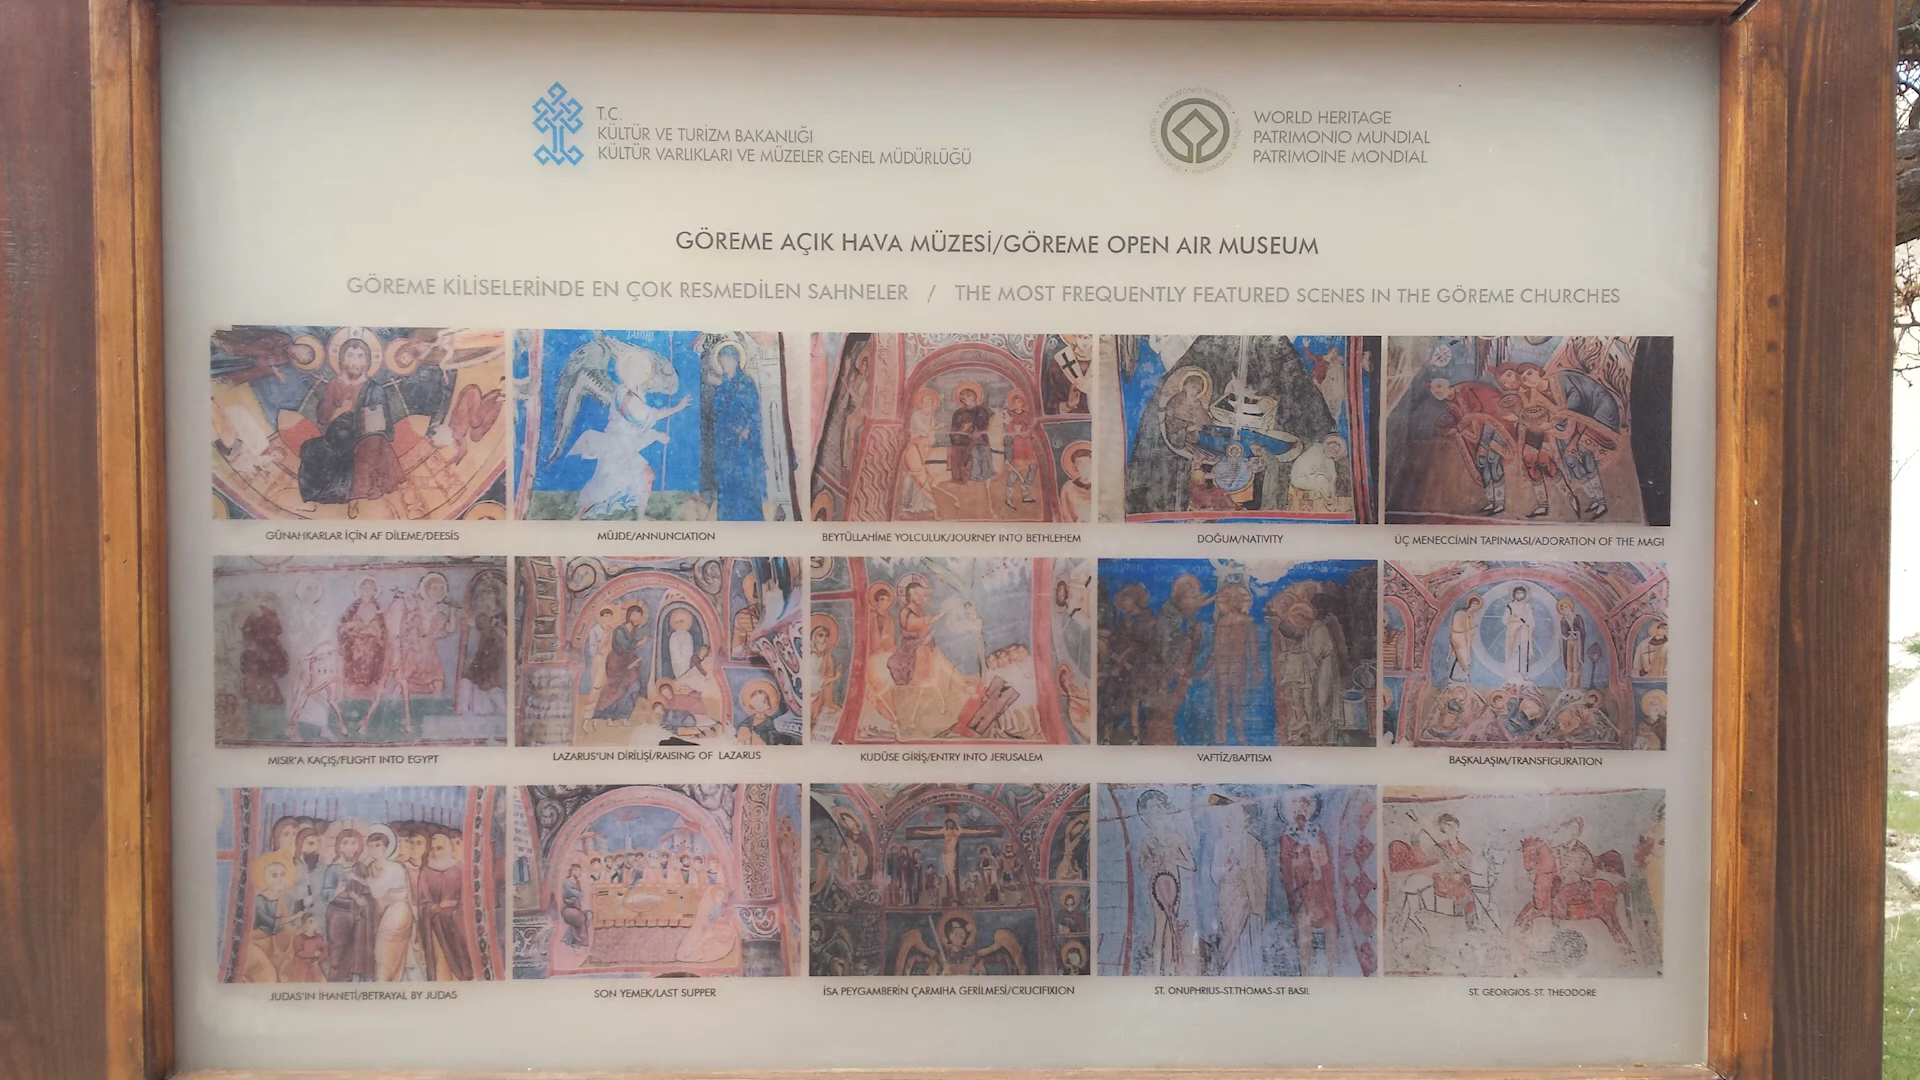 T.C.
KÜLTÜR VE TURİZM BAKANLIĞI
KÜLTÜR VARLIKLARI VE MÜZELER GENEL MÜDÜRLÜĞÜ
WORLD HERITAGE
PATRIMONIO MUNDIAL
PATRIMOINE MONDIAL
GÖREME AÇIK HAVA MÜZESİ/GÖREME OPEN AIR MUSEUM
GÖREME KİLİSELERİNDE EN ÇOK RESMEDİLEN SAHNELER / THE MOST FREQUENTLY FEATURED SCENES IN THE GÖREME CHURCHES
GÜNAHKARLAR İÇİN AF DİLEME/DEESİS
MÜJDE/ANNUNCIATION
BEYTÜLLAHİME YOLCULUK/JOURNEY INTO BETHLEHEM
DOĞUM/NATIVITY
ÜÇ MENECCİMİN TAPINMASI/ADORATION OF THE MAGI
MISIR'A KAÇIŞ/FLIGHT INTO EGYPT
LAZARUS'UN DİRİLİŞİ/RAISING OF LAZARUS
KUDÜSE GİRİŞ/ENTRY INTO JERUSALEM
VAFTİZ/BAPTISM
BAŞKALAŞIM/TRANSFIGURATION
JUDAS'IN İHANETİ/BETRAYAL BY JUDAS
SON YEMEK/LAST SUPPER
İSA PEYGAMBERİN ÇARMIHA GERİLMESİ/CRUCIFIXION
ST. ONUPHRIUS-ST.THOMAS-ST BASIL
ST. GEORGIOS-ST. THEODORE